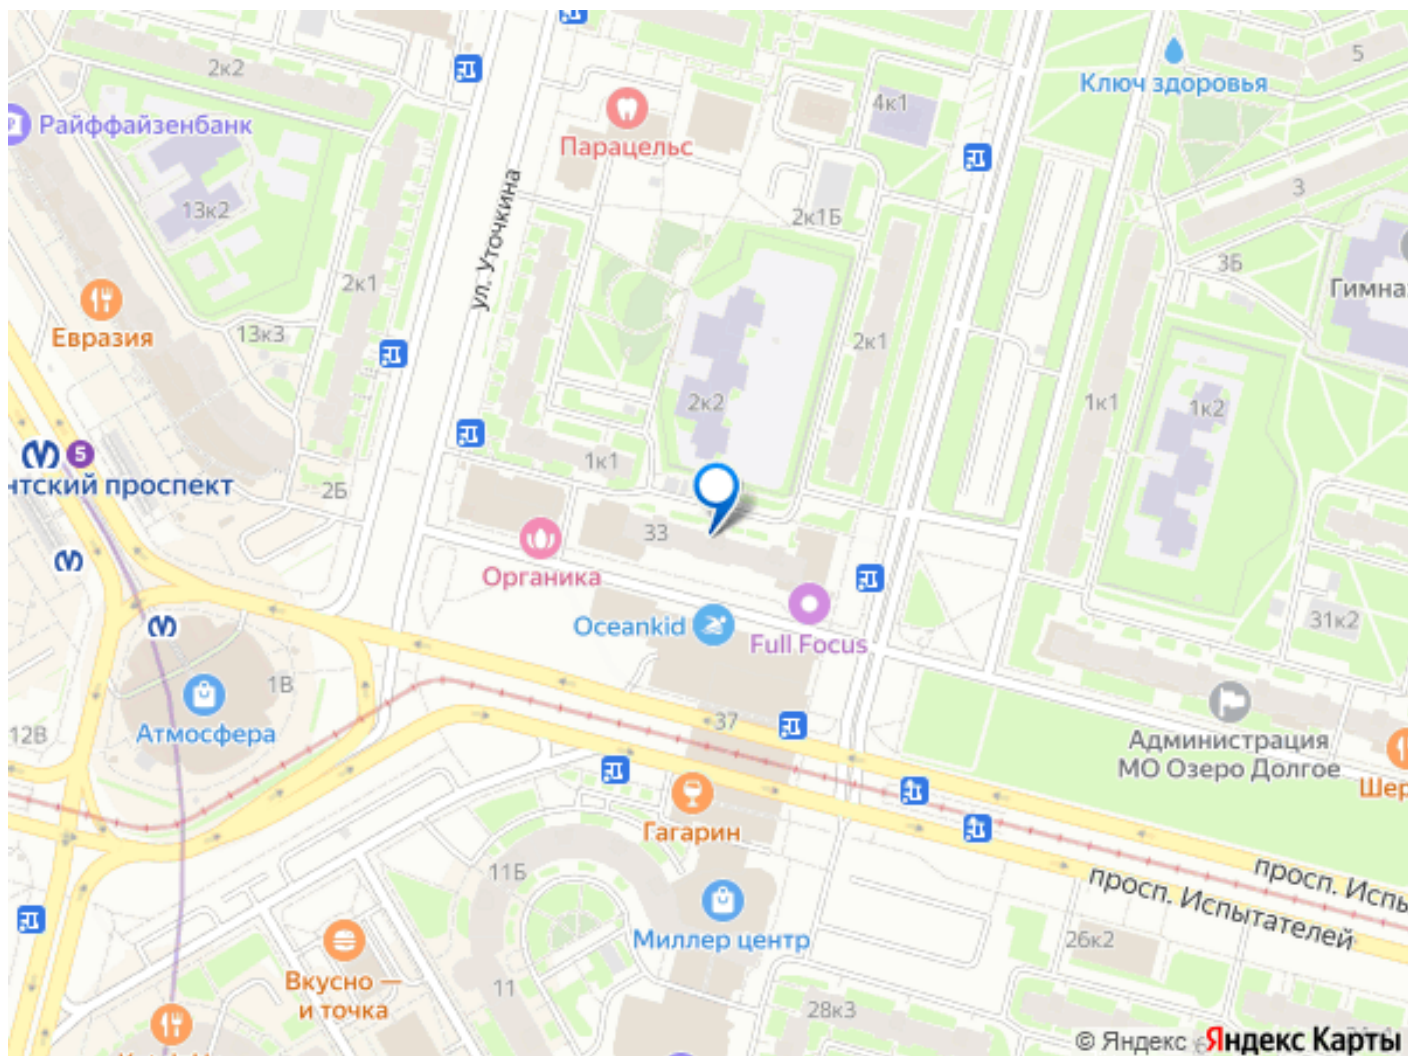 2к2
5
Ключ здоровья
Райффайзенбанк
4к1
Парацельс
3
13к2
2к1Б
ул. Уточкина
3Б
2к1
Гимна
Евразия
13к3
2к1
2к2
1к1
1к2
5
нтский проспект
1к1
2Б
33
Органика
Oceankid
Full Focus
31к2
1В
12В
Атмосфера
37
Администрация
МО Озеро Долгое
Шер
Гагарин
11Б
просп. Испы
просп. Испытателей
Миллер центр
26к2
Вкусно —
и точка
11
28к3
© Яндекс
Яндекс Карты